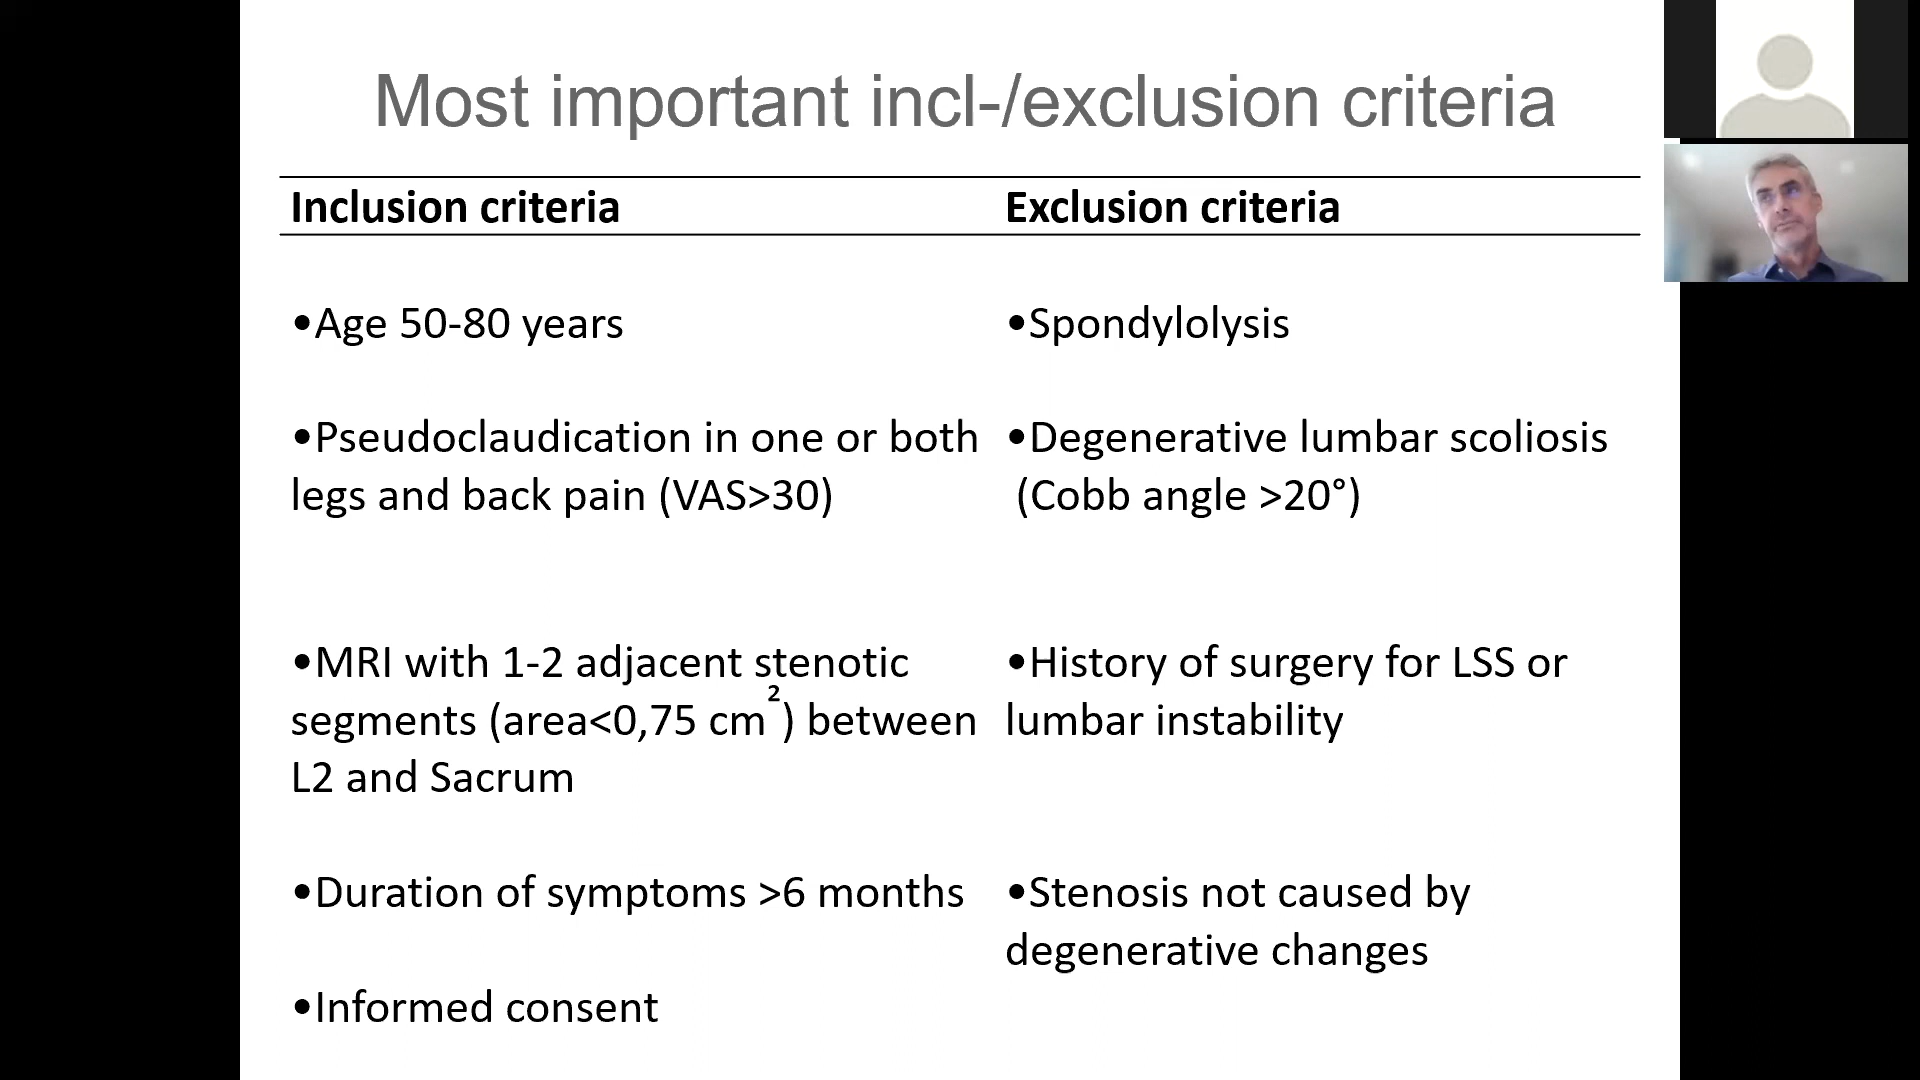 Most important incl-/exclusion criteria
Inclusion criteria
•Age 50-80 years
•Pseudoclaudication in one or both
legs and back pain (VAS>30)
•MRI with 1-2 adjacent stenotic
segments (area<0,75 cm²) between
L2 and Sacrum
•Duration of symptoms >6 months
•Informed consent
Exclusion criteria
•Spondylolysis
•Degenerative lumbar scoliosis
(Cobb angle >20°)
•History of surgery for LSS or
lumbar instability
•Stenosis not caused by
degenerative changes